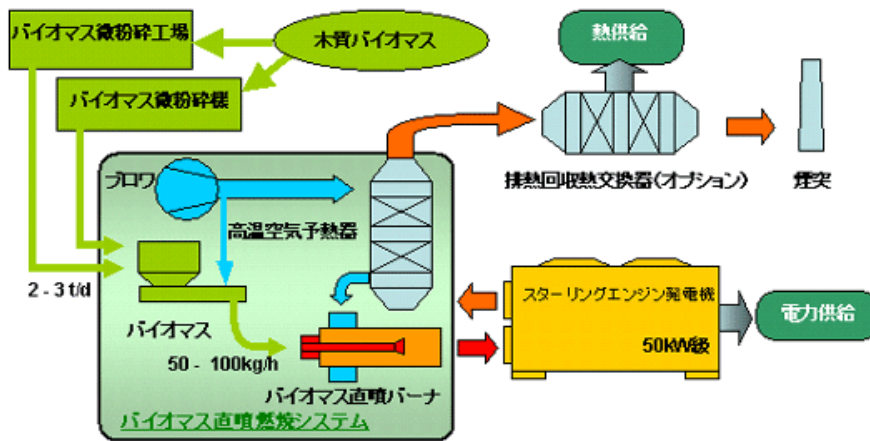 バイオマス微粉砕工場
木質バイオマス
熱供給
バイオマス微粉砕機
ブロワ
排熱回収熱交換器(オプション)
煙突
高温空気予熱器
2 - 3 t/d
スターリングエンジン発電機
電力供給
バイオマス
50 - 100kg/h
50kW級
バイオマス直噴バーナ
バイオマス直噴燃焼システム